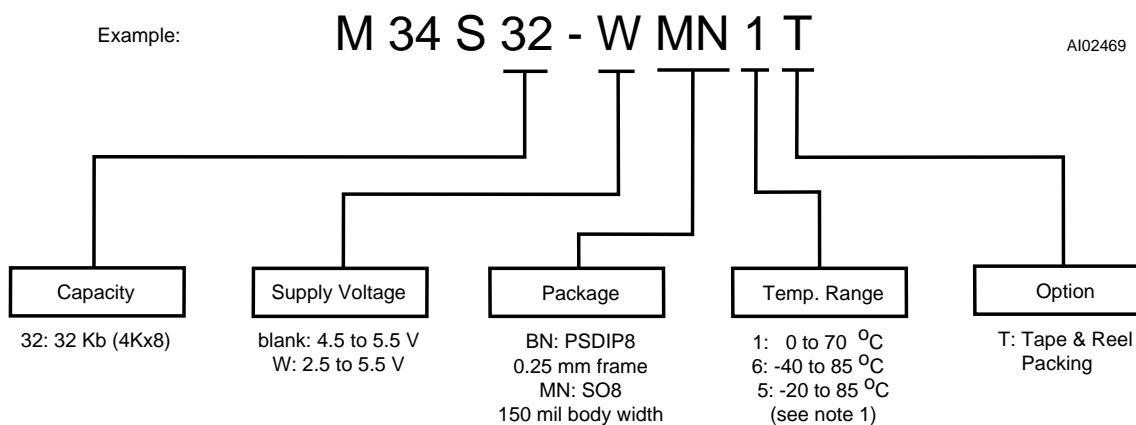 Example:
M 34 S 32 - W MN 1 T
AI02469
Capacity
32: 32 Kb (4Kx8)
Supply Voltage
blank: 4.5 to 5.5 V
W: 2.5 to 5.5 V
Package
BN: PSDIP8
0.25 mm frame
MN: SO8
150 mil body width
Temp. Range
1: 0 to 70 ºC
6: -40 to 85 ºC
5: -20 to 85 ºC
(see note 1)
Option
T: Tape & Reel
Packing